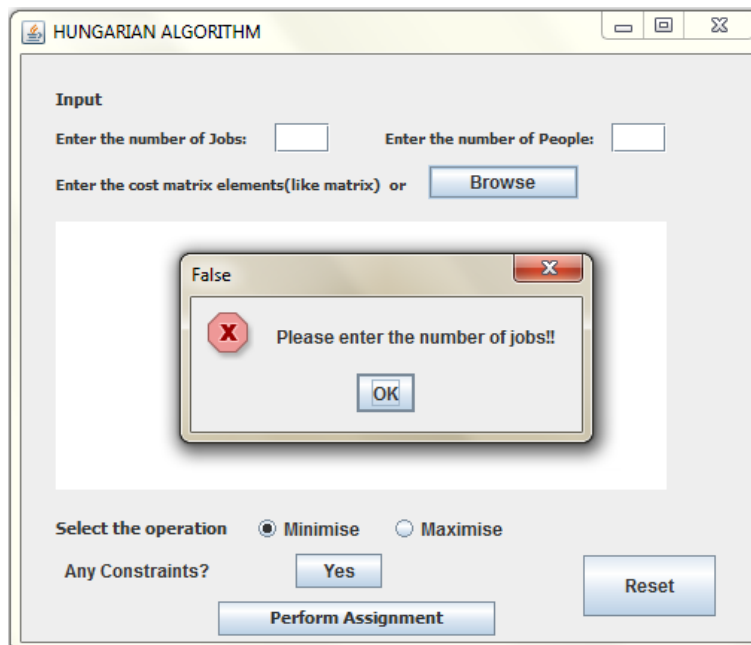 HUNGARIAN ALGORITHM
Input
Enter the number of Jobs: Enter the number of People:
Enter the cost matrix elements(like matrix) or Browse
False
Please enter the number of jobs!!
OK
Select the operation Minimise Maximise
Any Constraints? Yes
Reset
Perform Assignment